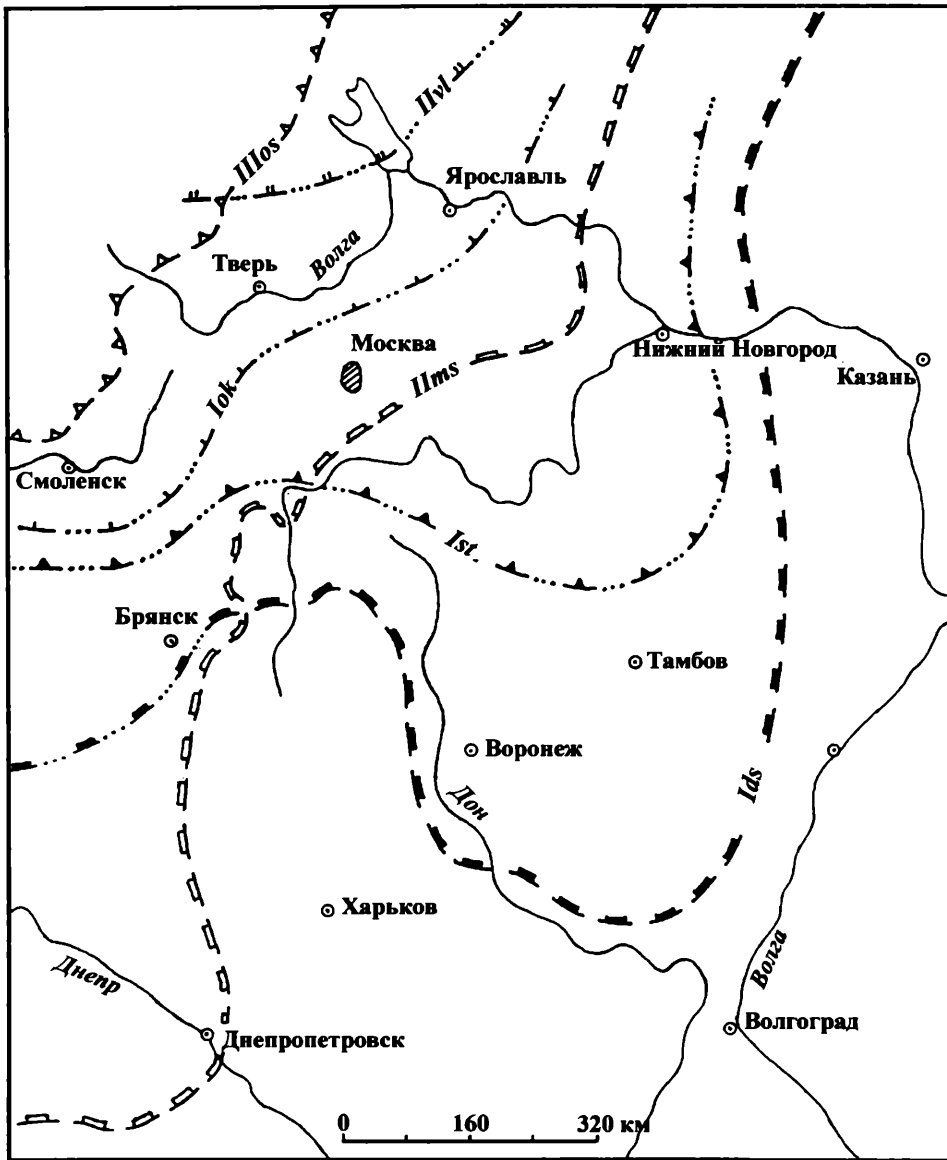 IIIos
IIvl
Ярославль
Тверь
Волга
Москва
Нижний Новгород
Казань
Iok
IIms
Смоленск
Ist
Брянск
Тамбов
Воронеж
Ids
Дон
Харьков
Днепр
Волга
Днепропетровск
Волгоград
0 160 320 км